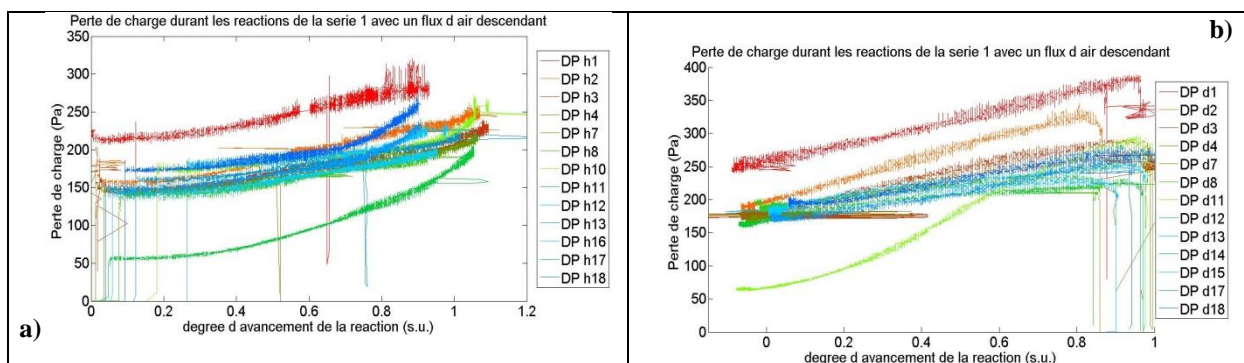 Perte de charge durant les reactions de la serie 1 avec un flux d air descendant
350
300
250
200
150
100
50
0
Perte de charge (Pa)
0
0.2
0.4
0.6
0.8
1
1.2
degree d avancement de la reaction (s.u.)
DP h1
DP h2
DP h3
DP h4
DP h7
DP h8
DP h10
DP h11
DP h12
DP h13
DP h16
DP h17
DP h18
a)
b)
Perte de charge durant les reactions de la serie 1 avec un flux d air descendant
400
350
300
250
200
150
100
50
0
Perte de charge (Pa)
0
0.2
0.4
0.6
0.8
1
degree d avancement de la reaction (s.u.)
DP d1
DP d2
DP d3
DP d4
DP d7
DP d8
DP d11
DP d12
DP d13
DP d14
DP d15
DP d17
DP d18